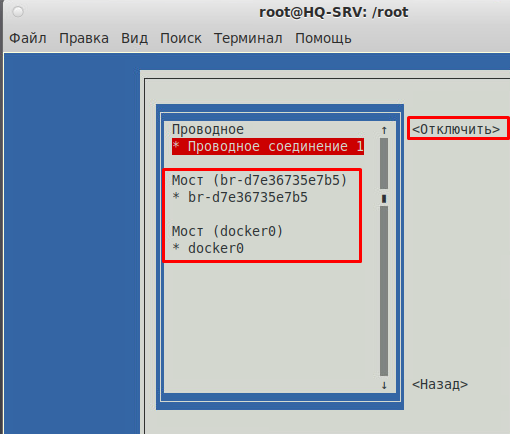 root@HQ-SRV: /root
Файл Правка Вид Поиск Терминал Помощь
Проводное
* Проводное соединение 1
<Отключить>
Мост (br-d7e36735e7b5)
* br-d7e36735e7b5
Мост (docker0)
* docker0
<Назад>